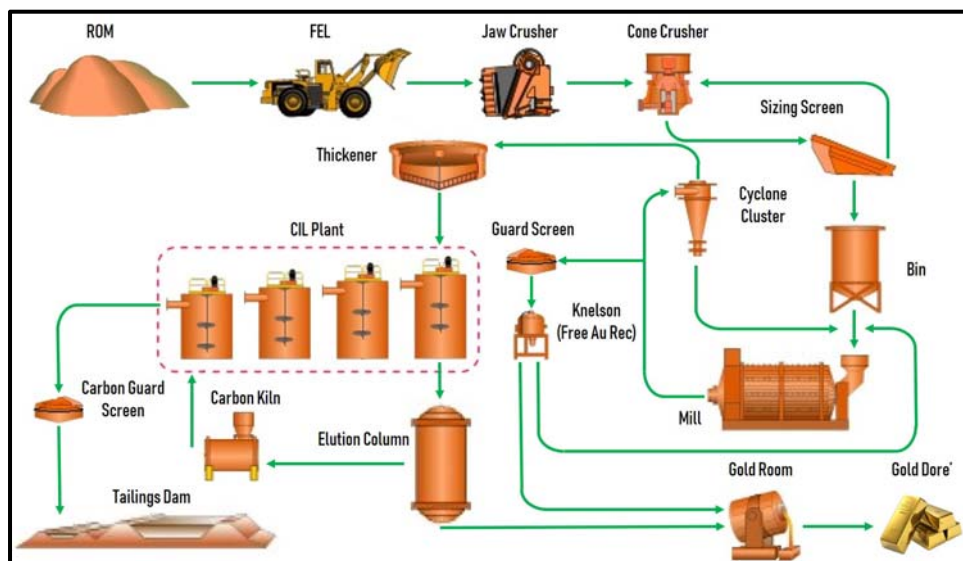 ROM
FEL
Jaw Crusher
Cone Crusher
Sizing Screen
Thickener
Cyclone
Cluster
CIL Plant
Guard Screen
Bin
Knelson
(Free Au Rec)
Carbon Guard
Screen
Carbon Kiln
Elution Column
Mill
Tailings Dam
Gold Room
Gold Dore'